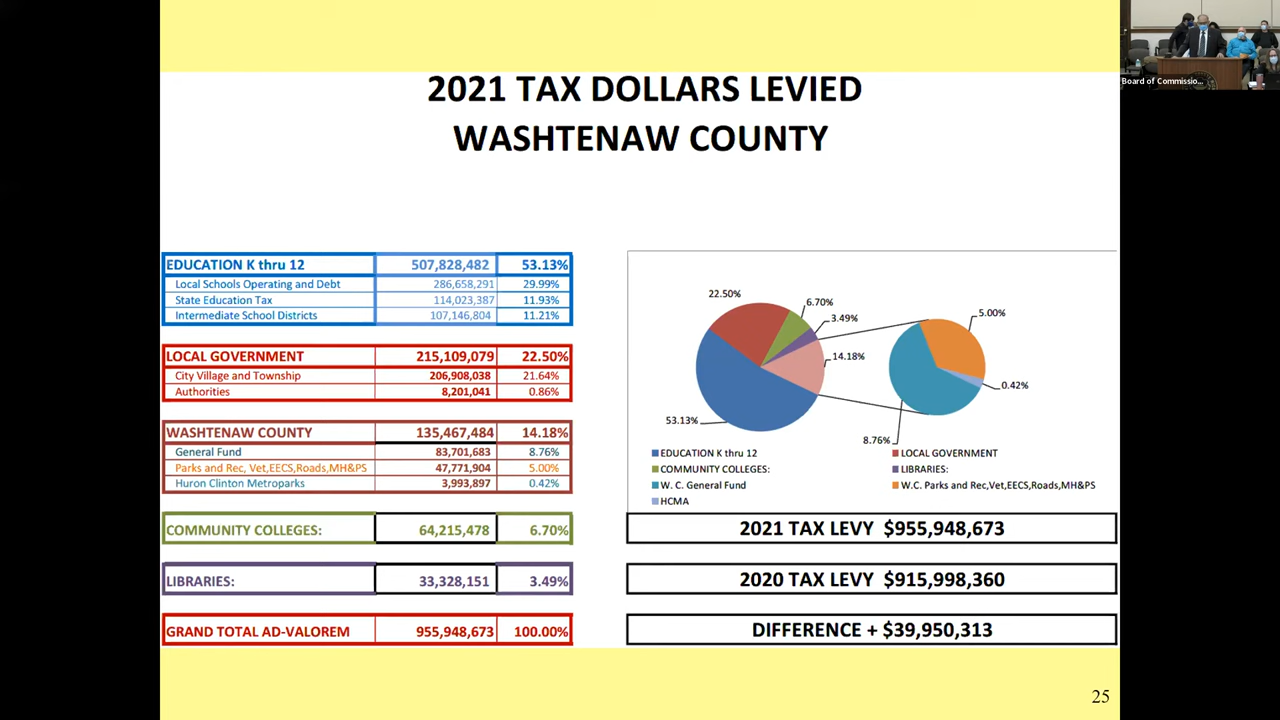 Board of Commissio...
2021 TAX DOLLARS LEVIED
WASHTENAW COUNTY
EDUCATION K thru 12 507,828,482 53.13%
Local Schools Operating and Debt 286,658,291 29.99%
State Education Tax 114,023,387 11.93%
Intermediate School Districts 107,146,804 11.21%
LOCAL GOVERNMENT 215,109,079 22.50%
City Village and Township 206,908,038 21.64%
Authorities 8,201,041 0.86%
WASHTENAW COUNTY 135,467,484 14.18%
General Fund 83,701,683 8.76%
Parks and Rec, Vet,EECS,Roads,MH&PS 47,771,904 5.00%
Huron Clinton Metroparks 3,993,897 0.42%
COMMUNITY COLLEGES: 64,215,478 6.70%
LIBRARIES: 33,328,151 3.49%
GRAND TOTAL AD-VALOREM 955,948,673 100.00%
22.50%
6.70%
3.49%
14.18%
53.13%
5.00%
0.42%
8.76%
EDUCATION K thru 12
LOCAL GOVERNMENT
COMMUNITY COLLEGES:
LIBRARIES:
W. C. General Fund
W.C. Parks and Rec,Vet,EECS,Roads,MH&PS
HCMA
2021 TAX LEVY $955,948,673
2020 TAX LEVY $915,998,360
DIFFERENCE + $39,950,313
25